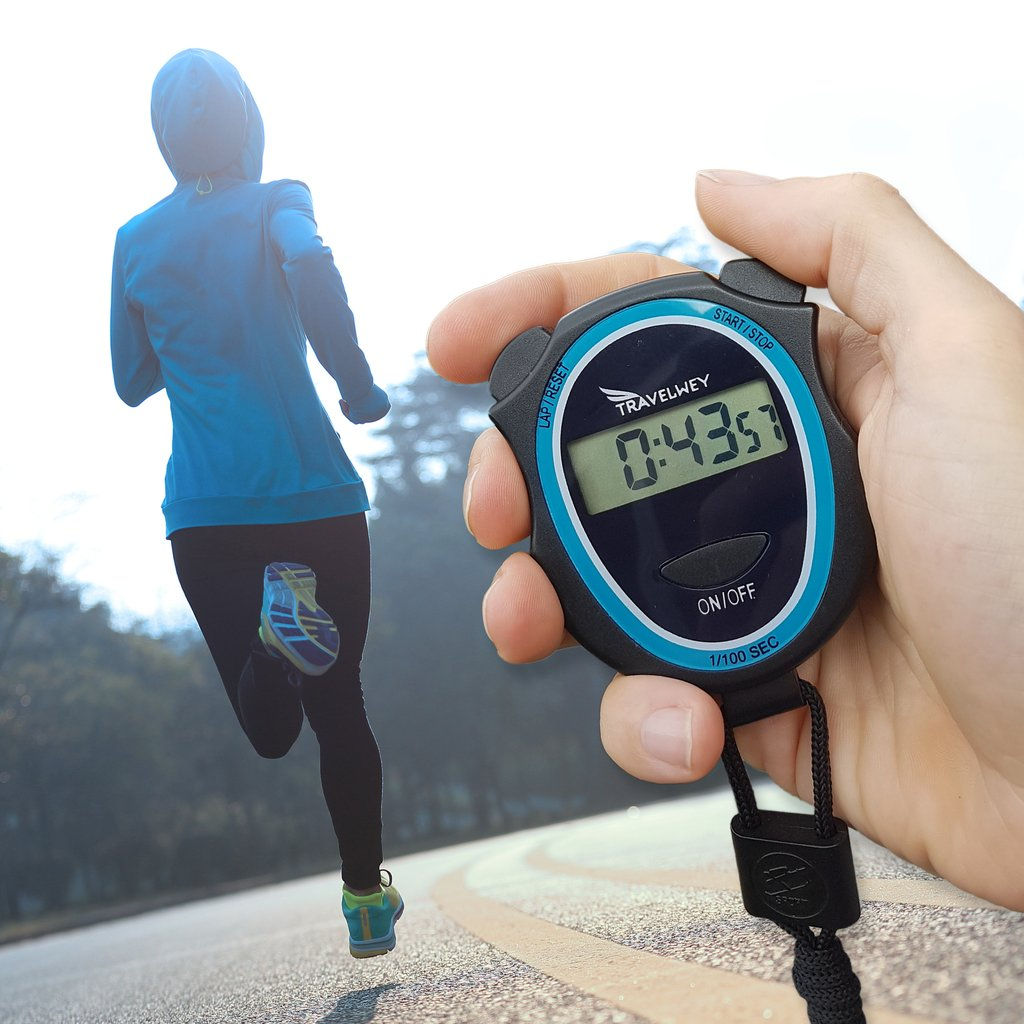 START / STOP
LAP / RESET
TRAVELWEY
0:43 57
ON/OFF
1/100 SEC